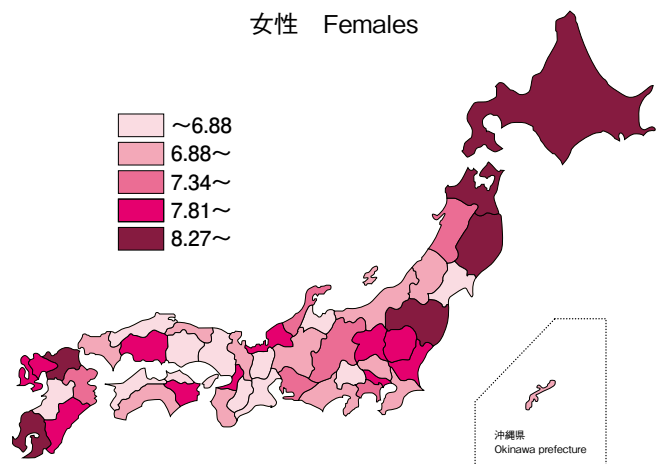 女性　Females
～6.88
6.88～
7.34～
7.81～
8.27～
沖縄県
Okinawa prefecture